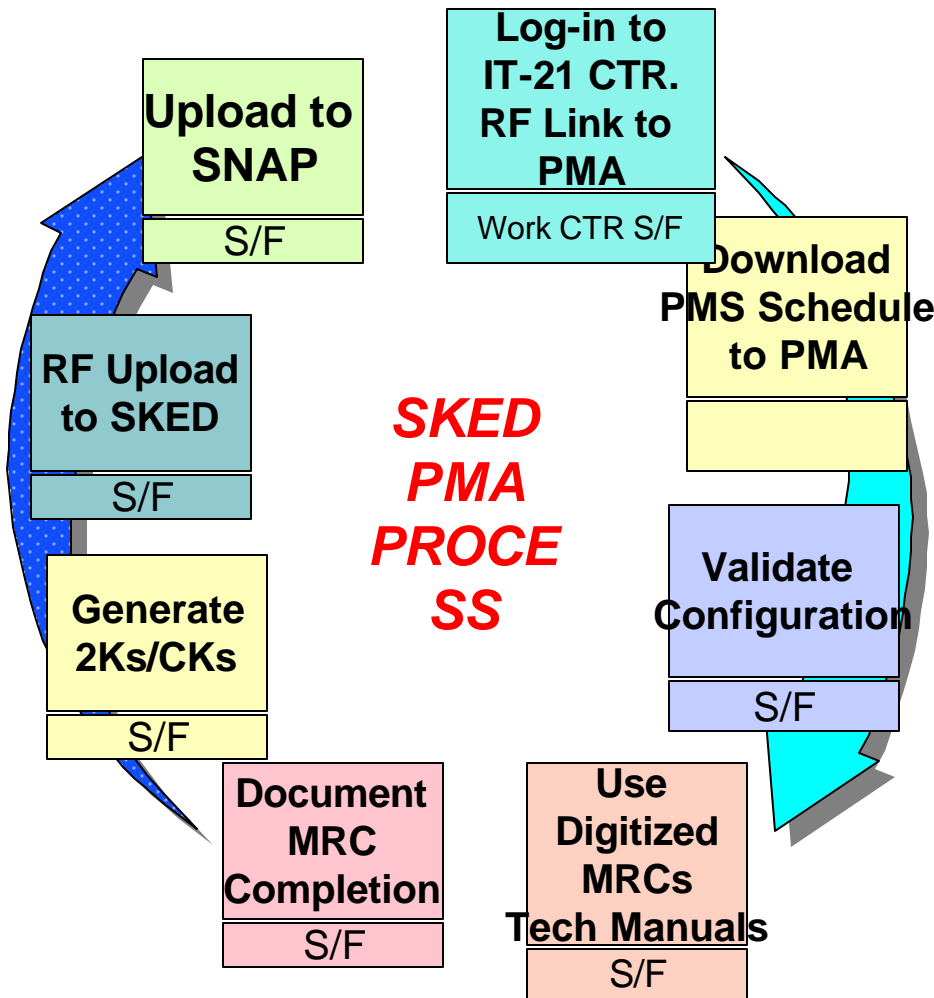 Log-in to
IT-21 CTR.
RF Link to
PMA
Work CTR S/F
Download
PMS Schedule
to PMA
Validate
Configuration
S/F
Use
Digitized
MRCs
Tech Manuals
S/F
Document
MRC
Completion
S/F
Generate
2Ks/CKs
S/F
RF Upload
to SKED
S/F
Upload to
SNAP
S/F
SKED
PMA
PROCE
SS